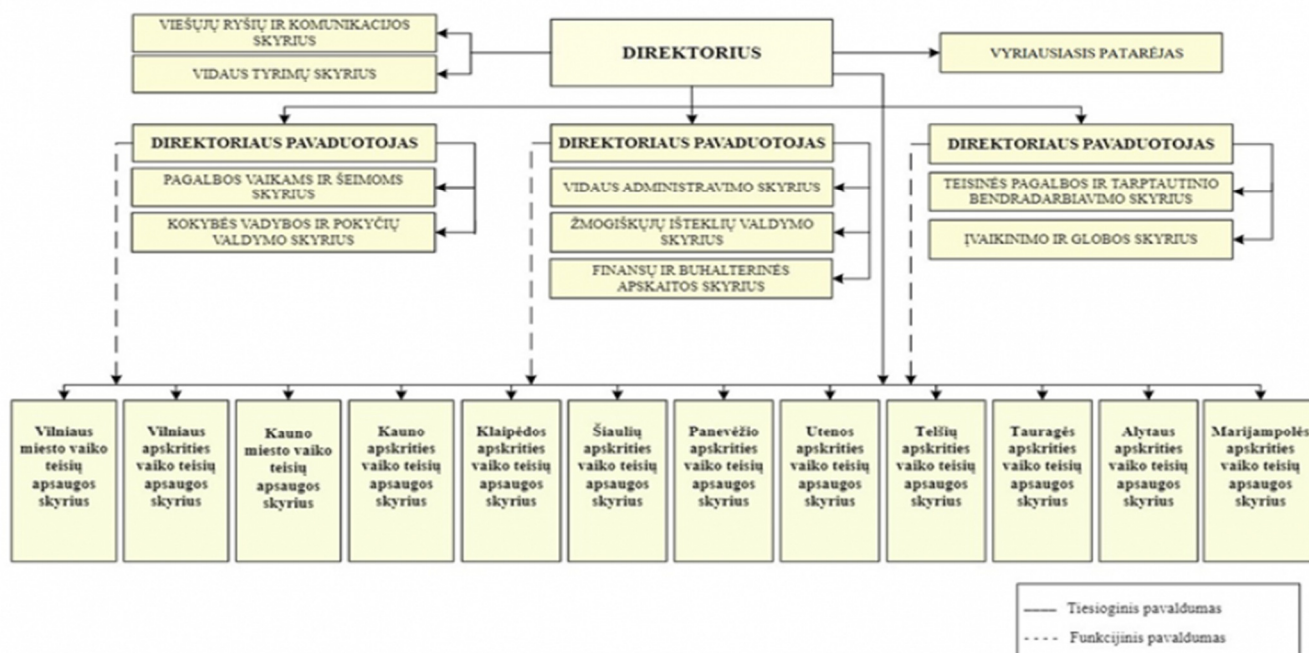 VIEŠŲJŲ RYŠIŲ IR KOMUNIKACIJOS
SKYRIUS
VIDAUS TYRIMŲ SKYRIUS
DIREKTORIUS
VYRIAUSIASIS PATARĖJAS
DIREKTORIAUS PAVADUOTOJAS
PAGALBOS VAIKAMS IR ŠEIMOMS
SKYRIUS
KOKYBĖS VADYBOS IR POKYČIŲ
VALDYMO SKYRIUS
DIREKTORIAUS PAVADUOTOJAS
VIDAUS ADMINISTRAVIMO SKYRIUS
ŽMOGIŠKŲJŲ IŠTEKLIŲ VALDYMO
SKYRIUS
FINANSŲ IR BUHALTERINĖS
APSKAITOS SKYRIUS
DIREKTORIAUS PAVADUOTOJAS
TEISINĖS PAGALBOS IR TARPTAUTINIO
BENDRADARBIAVIMO SKYRIUS
ĮVAIKINIMO IR GLOBOS SKYRIUS
Vilniaus
miesto vaiko
teisių
apsaugos
skyrius
Vilniaus
apskrities
vaiko teisių
apsaugos
skyrius
Kauno
miesto vaiko
teisių
apsaugos
skyrius
Kauno
apskrities
vaiko teisių
apsaugos
skyrius
Klaipėdos
apskrities
vaiko teisių
apsaugos
skyrius
Šiaulių
apskrities
vaiko teisių
apsaugos
skyrius
Panevėžio
apskrities
vaiko teisių
apsaugos
skyrius
Utenos
apskrities
vaiko teisių
apsaugos
skyrius
Telšių
apskrities
vaiko teisių
apsaugos
skyrius
Tauragės
apskrities
vaiko teisių
apsaugos
skyrius
Alytaus
apskrities
vaiko teisių
apsaugos
skyrius
Marijampolės
apskrities
vaiko teisių
apsaugos
skyrius
Tiesioginis pavaldumas
Funkcijinis pavaldumas